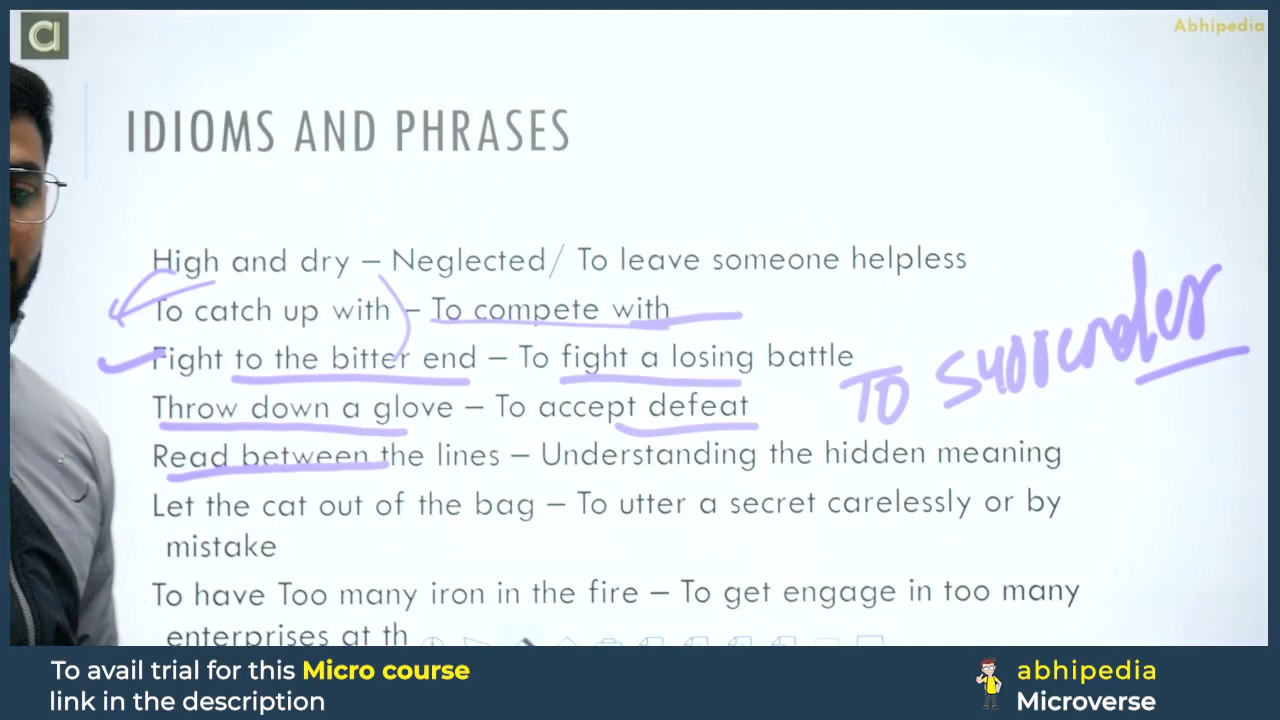 Abhipedia
IDIOMS AND PHRASES
High and dry – Neglected/ To leave someone helpless
To catch up with – To compete with
Fight to the bitter end – To fight a losing battle
To surrender
Throw down a glove – To accept defeat
Read between the lines – Understanding the hidden meaning
Let the cat out of the bag – To utter a secret carelessly or by
mistake
To have Too many iron in the fire – To get engage in too many
enterprises at th
To avail trial for this Micro course
link in the description
abhipedia
Microverse